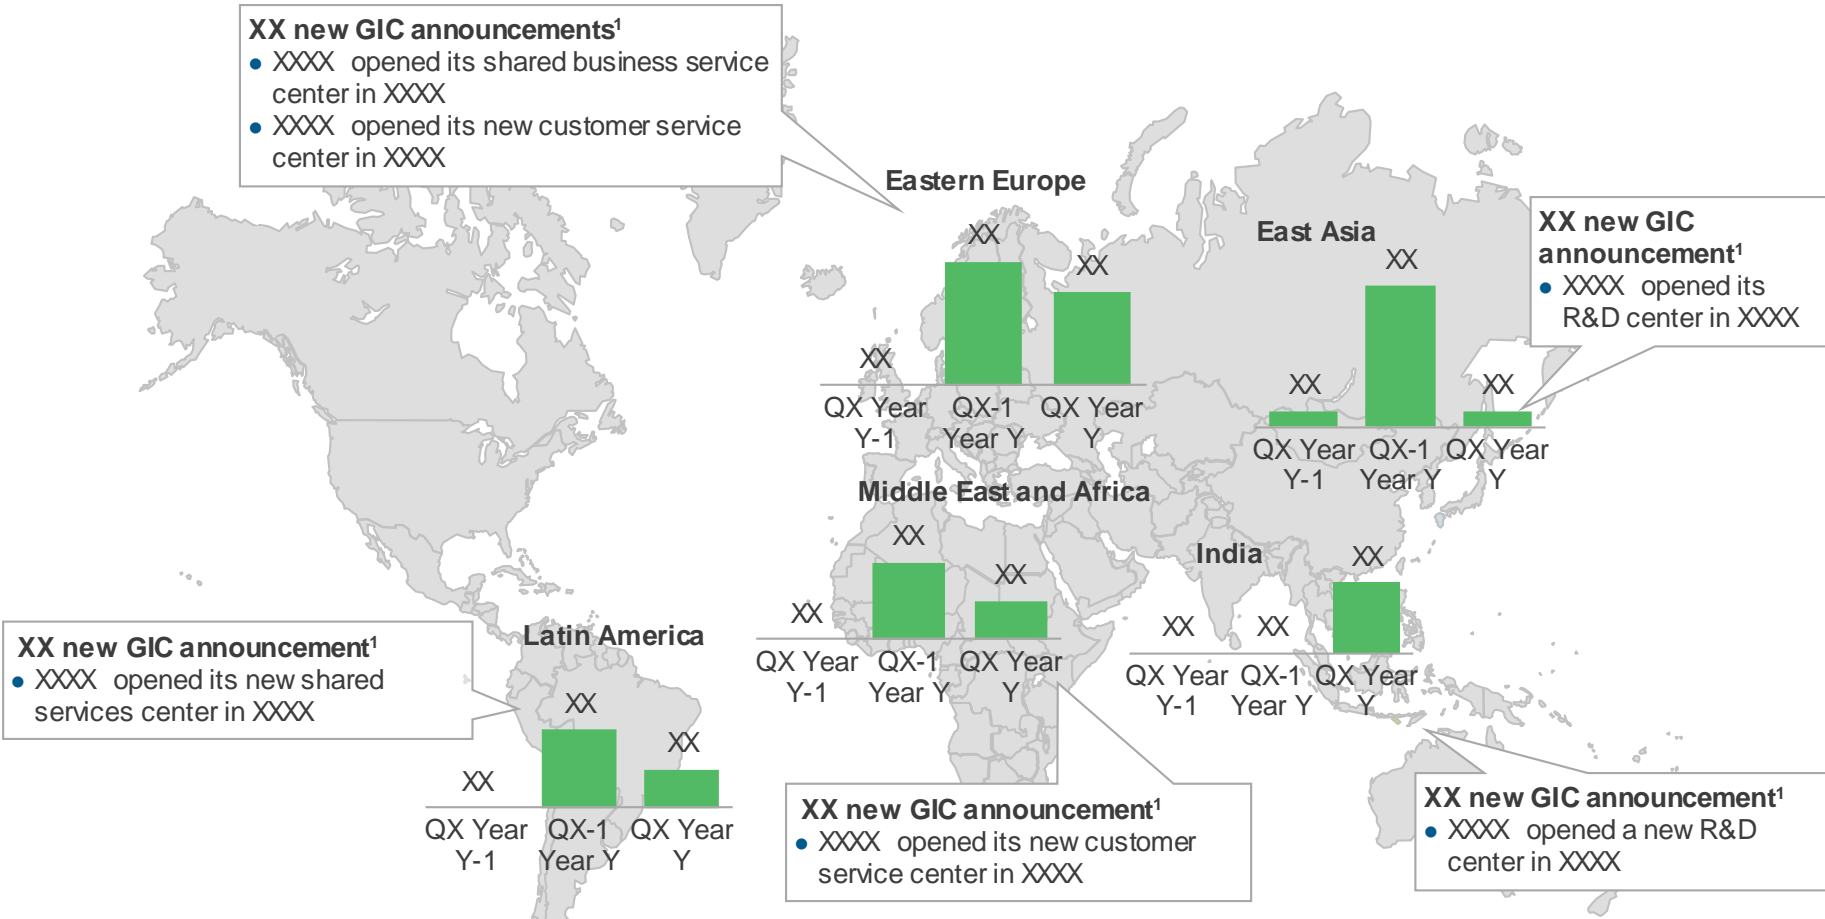 XX new GIC announcements¹
• XXXX opened its shared business service
center in XXXX
• XXXX opened its new customer service
center in XXXX
Eastern Europe
XX
XX
XX
QX Year
Y-1
QX-1
Year Y
QX Year
Y
East Asia
XX
XX
XX
QX Year
Y-1
QX-1
Year Y
QX Year
Y
XX new GIC
announcement¹
• XXXX opened its
R&D center in XXXX
Middle East and Africa
XX
XX
XX
QX Year
Y-1
QX-1
Year Y
QX Year
Y
India
XX
XX
XX
QX Year
Y-1
QX-1
Year Y
QX Year
Y
XX new GIC announcement¹
• XXXX opened its new shared
services center in XXXX
Latin America
XX
XX
XX
QX Year
Y-1
QX-1
Year Y
QX Year
Y
XX new GIC announcement¹
• XXXX opened its new customer
service center in XXXX
XX new GIC announcement¹
• XXXX opened a new R&D
center in XXXX